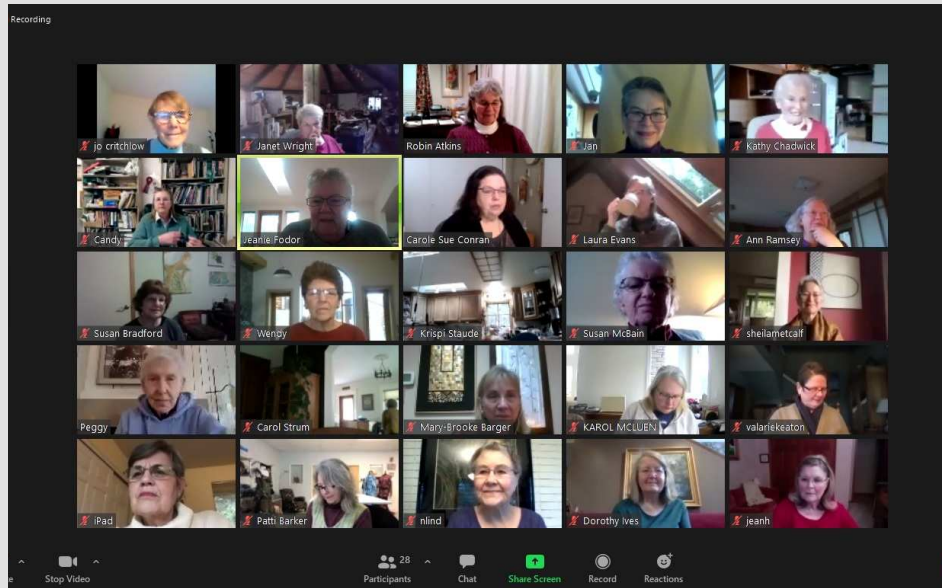 Recording
jo critchlow
Janet Wright
Robin Atkins
Jan
Kathy Chadwick
Candy
Jeanie Fodor
Carole Sue Conran
Laura Evans
Ann Ramsey
Susan Bradford
Wendy
Krispi Staude
Susan McBain
sheilametcalf
Peggy
Carol Strum
Mary-Brooke Barger
KAROL MCLUEN
valariekeaton
iPad
Patti Barker
nlind
Dorothy Ives
jeanh
e
Stop Video
28
Participants
Chat
Share Screen
Record
Reactions